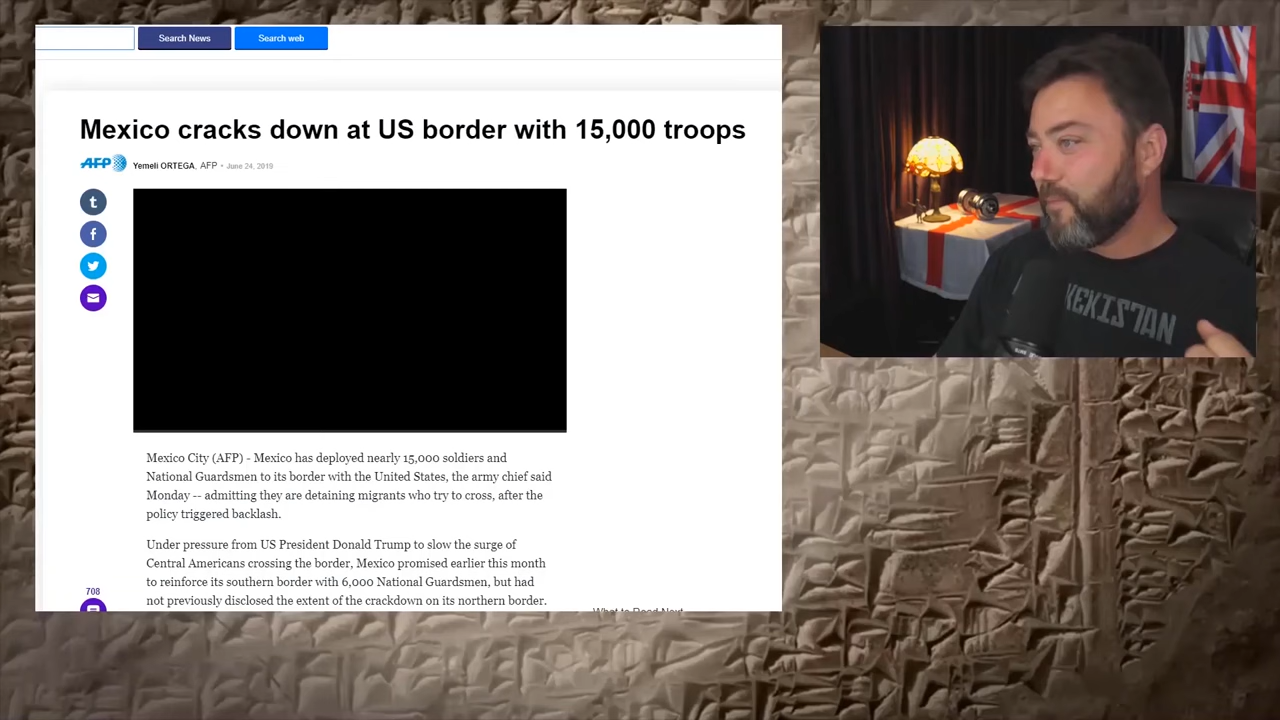 Search News
Search web
Mexico cracks down at US border with 15,000 troops
AFP
Yemeli ORTEGA, AFP • June 24, 2019
t
f
Mexico City (AFP) - Mexico has deployed nearly 15,000 soldiers and
National Guardsmen to its border with the United States, the army chief said
Monday -- admitting they are detaining migrants who try to cross, after the
policy triggered backlash.
Under pressure from US President Donald Trump to slow the surge of
Central Americans crossing the border, Mexico promised earlier this month
to reinforce its southern border with 6,000 National Guardsmen, but had
not previously disclosed the extent of the crackdown on its northern border.
708
What to Read Next
KEKISTAN